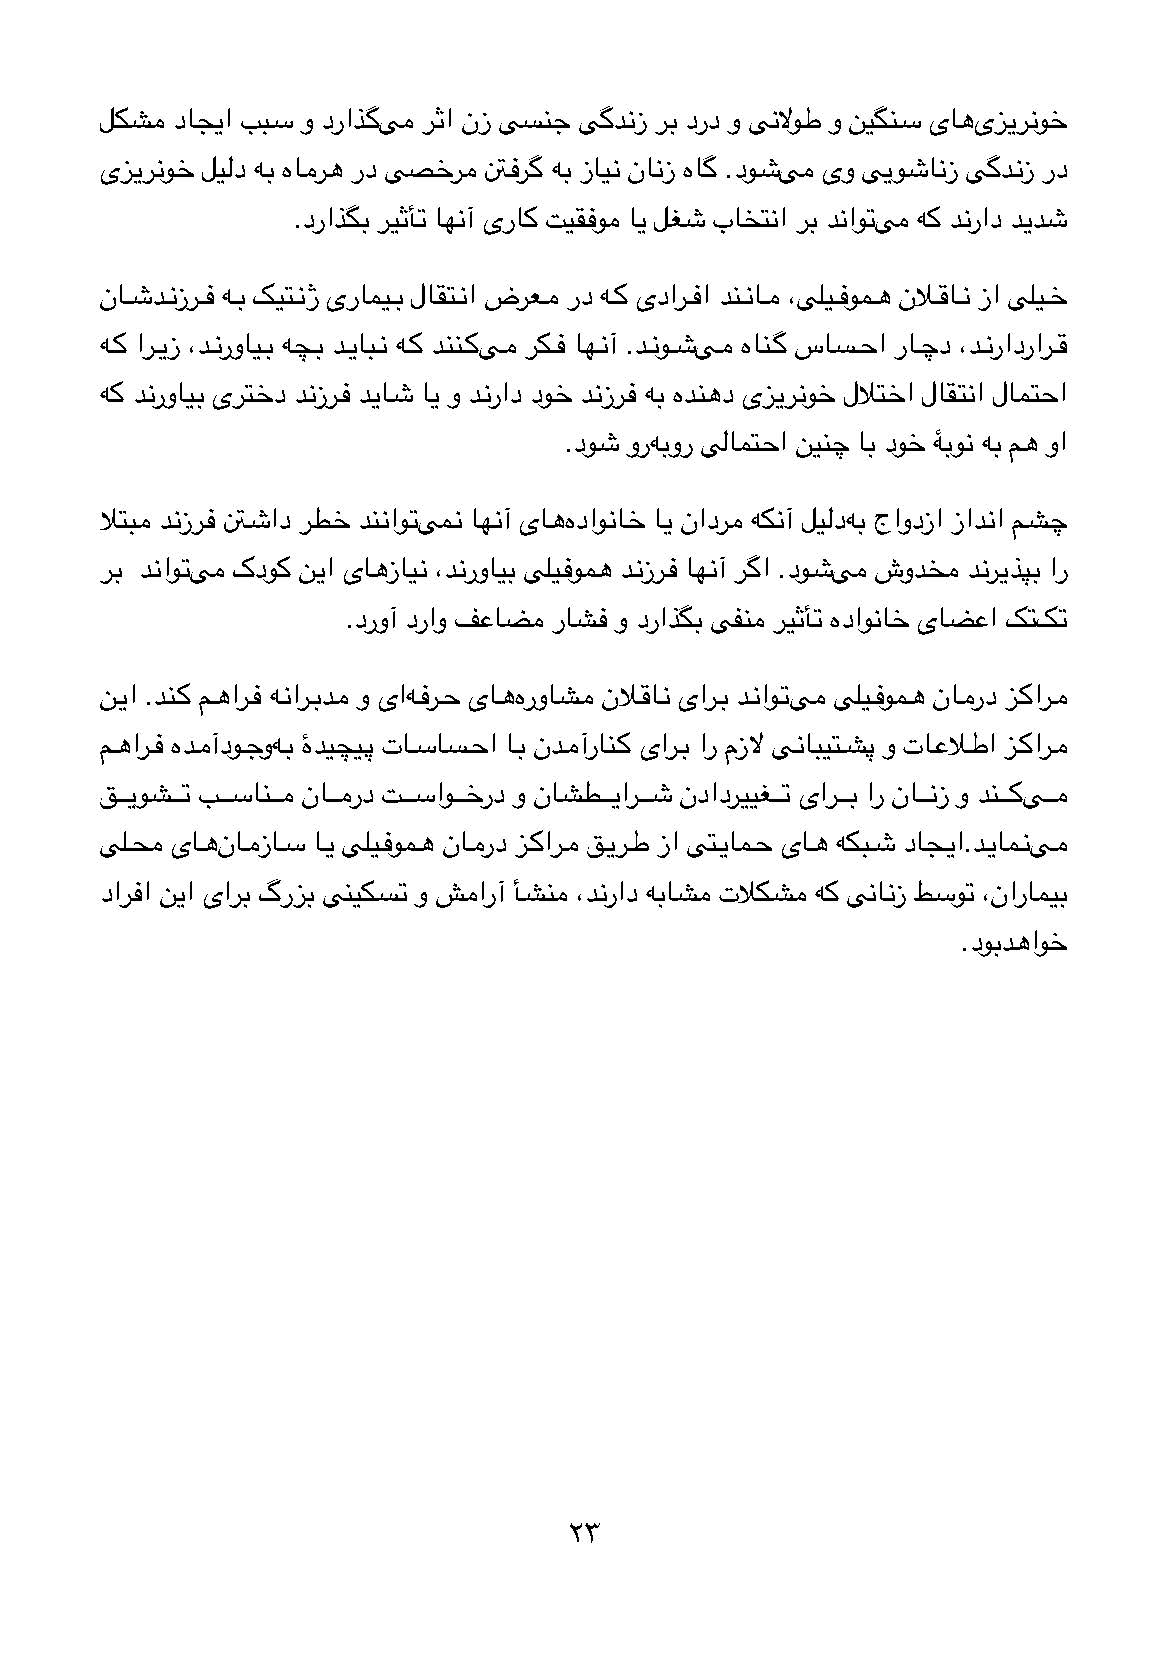 خونریزی‌های سنگین و طولانی و درد بر زندگی جنسی زن اثر می‌گذارد و سبب ایجاد مشکل
در زندگی زناشویی وی می‌شود. گاه زنان نیاز به گرفتن مرخصی در هرماه به دلیل خونریزی
شدید دارند که می‌تواند بر انتخاب شغل یا موفقیت کاری آنها تأثیر بگذارد.
خیلی از ناقلان هموفیلی، مانند افرادی که در معرض انتقال بیماری ژنتیک به فرزندشان
قراردارند، دچار احساس گناه می‌شوند. آنها فکر می‌کنند که نباید بچه بیاورند، زیرا که
احتمال انتقال اختلال خونریزی دهنده به فرزند خود دارند و یا شاید فرزند دختری بیاورند که
او هم به نوبهٔ خود با چنین احتمالی روبه‌رو شود.
چشم انداز ازدواج به‌دلیل آنکه مردان یا خانواده‌های آنها نمی‌توانند خطر داشتن فرزند مبتلا
را بپذیرند مخدوش می‌شود. اگر آنها فرزند هموفیلی بیاورند، نیازهای این کودک می‌تواند بر
تک‌تک اعضای خانواده تأثیر منفی بگذارد و فشار مضاعف وارد آورد.
مرکز درمان هموفیلی می‌تواند برای ناقلان مشاوره‌های حرفه‌ای و مدبرانه فراهم کند. این
مرکز اطلاعات و پشتیبانی لازم را برای کنارآمدن با احساسات پیچیدهٔ به‌وجودآمده فراهم
می‌کند و زنان را برای تغییردادن شرایطشان و درخواست درمان مناسب تشویق
می‌نماید.ایجاد شبکه های حمایتی از طریق مرکز درمان هموفیلی یا سازمان‌های محلی
بیماران، توسط زنانی که مشکلات مشابه دارند، منشأ آرامش و تسکینی بزرگ برای این افراد
خواهدبود.
۲۳